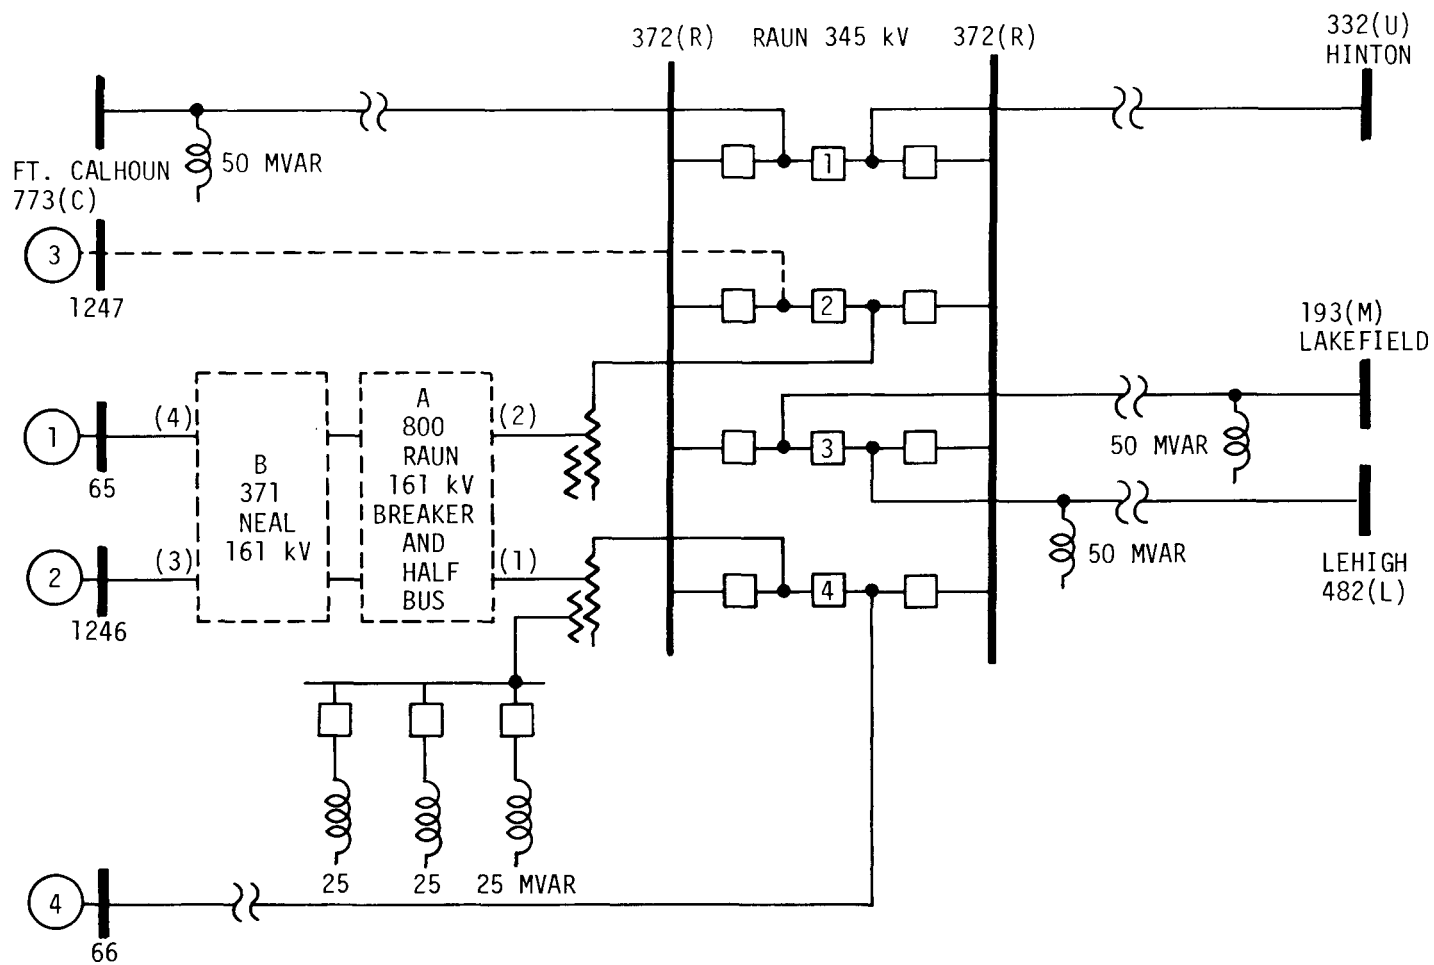 372(R) RAUN 345 kV 372(R)
332(U)
HINTON
50 MVAR
FT. CALHOUN
773(C)
1
3
1247
2
193(M)
LAKEFIELD
1
65
(4)
B
371
NEAL
161 kV
A
800
RAUN
161 kV
BREAKER
AND
HALF
BUS
(2)
3
50 MVAR
2
1246
(3)
(1)
4
50 MVAR
LEHIGH
482(L)
25
25
25 MVAR
4
66